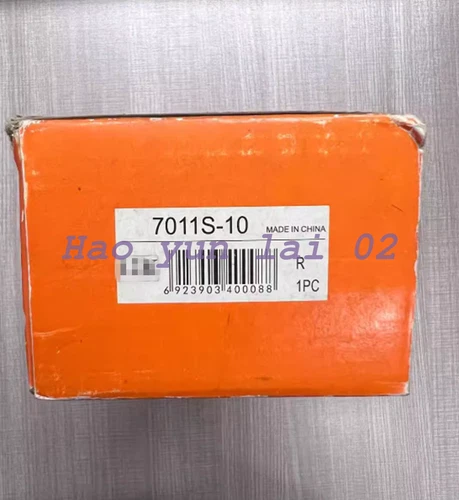 7011S-10 MADE IN CHINA
Hao yun lai 02
R
6 923903 400088 1PC